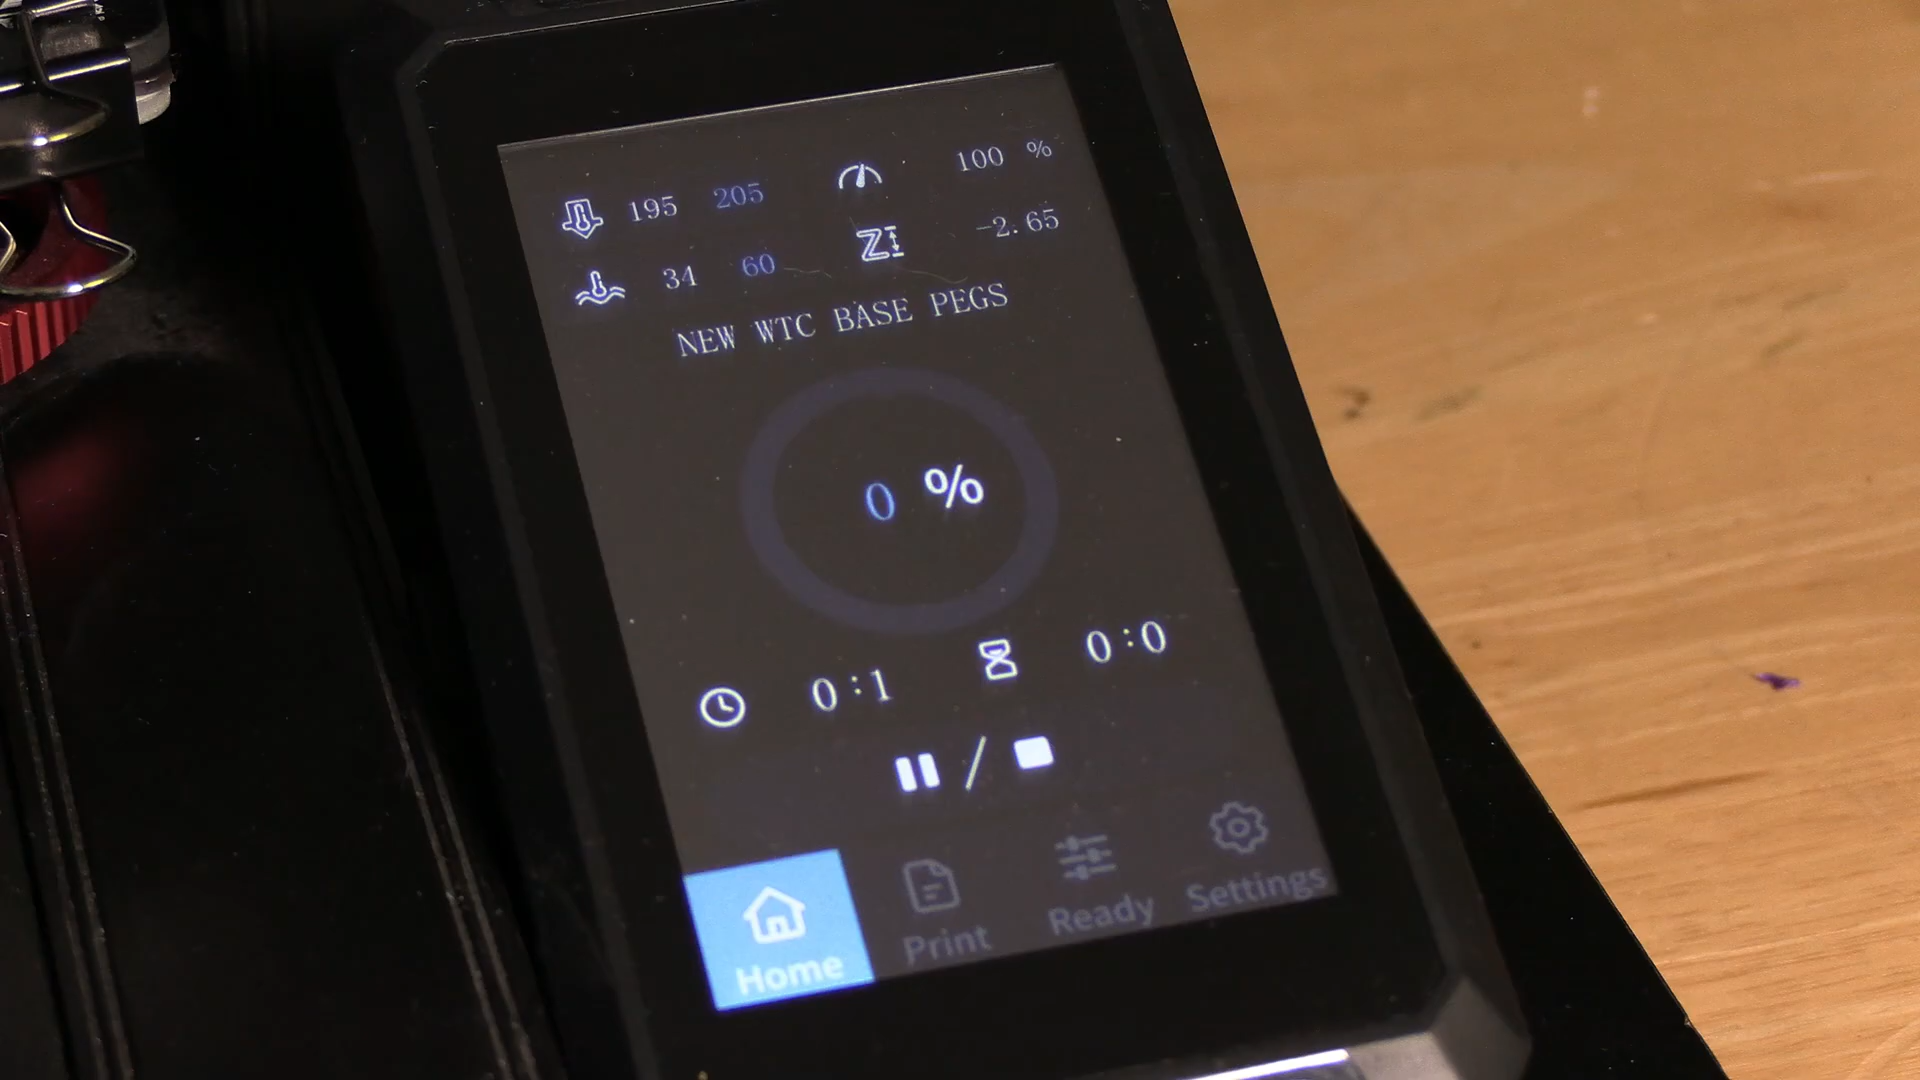 195 205 100 %
34 60 -2.65
NEW WTC BASE PEGS
0 %
0:1 0:0
Home Print Ready Settings